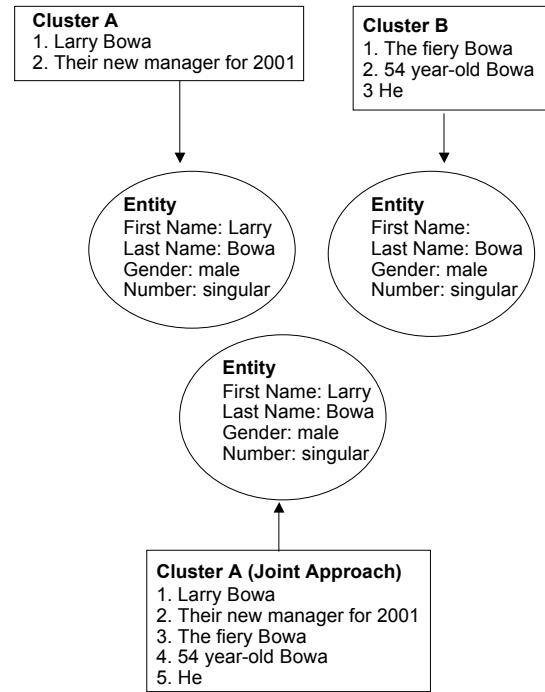 Cluster A
1. Larry Bowa
2. Their new manager for 2001
Cluster B
1. The fiery Bowa
2. 54 year-old Bowa
3 He
Entity
First Name: Larry
Last Name: Bowa
Gender: male
Number: singular
Entity
First Name:
Last Name: Bowa
Gender: male
Number: singular
Entity
First Name: Larry
Last Name: Bowa
Gender: male
Number: singular
Cluster A (Joint Approach)
1. Larry Bowa
2. Their new manager for 2001
3. The fiery Bowa
4. 54 year-old Bowa
5. He